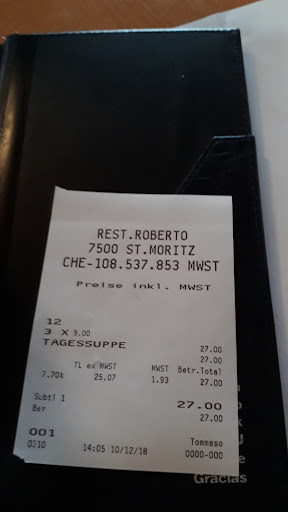 REST.ROBERTO
7500 ST.MORITZ
CHE-108.537.853 MWST
Preise inkl. MWST
12
3 X 9.00
TAGESSUPPE 27.00
27.00
TL ex MWST MWST Betr.Total
7.70% 25.07 1.93 27.00
Subtl 1 27.00
Bar 27.00
001 Tommaso
0310 14:05 10/12/18 0000-000
Gracias